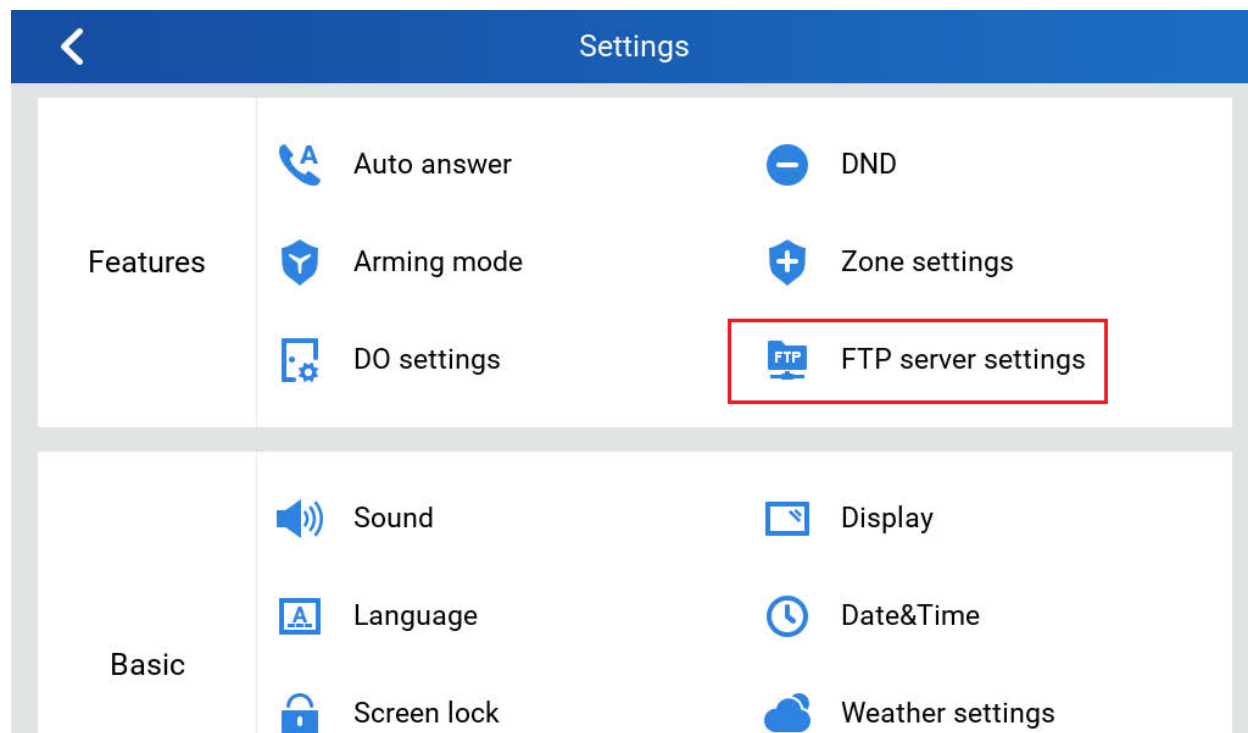 Settings
Features
A
Auto answer
DND
Arming mode
Zone settings
DO settings
FTP
FTP server settings
Basic
Sound
Display
A
Language
Date&Time
Screen lock
Weather settings